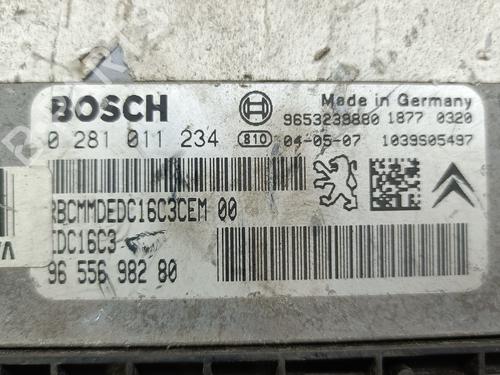 BOSCH
Made in Germany
9653239880 1877 0320
0 281 011 234 810 04-05-07 1039S05497
RBCMMDEDC16C3CEM 00
EDC16C3
96 556 982 80